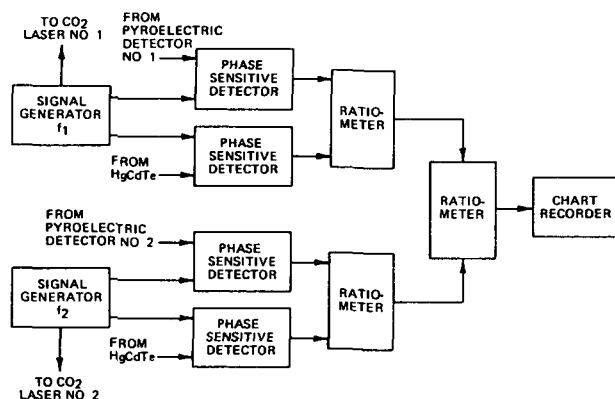 TO CO2
LASER NO 1
FROM
PYROELECTRIC
DETECTOR
NO 1
SIGNAL
GENERATOR
f1
PHASE
SENSITIVE
DETECTOR
PHASE
SENSITIVE
DETECTOR
FROM
HgCdTe
RATIO-
METER
RATIO-
METER
CHART
RECORDER
FROM
PYROELECTRIC
DETECTOR NO 2
SIGNAL
GENERATOR
f2
PHASE
SENSITIVE
DETECTOR
PHASE
SENSITIVE
DETECTOR
FROM
HgCdTe
RATIO-
METER
TO CO2
LASER NO 2